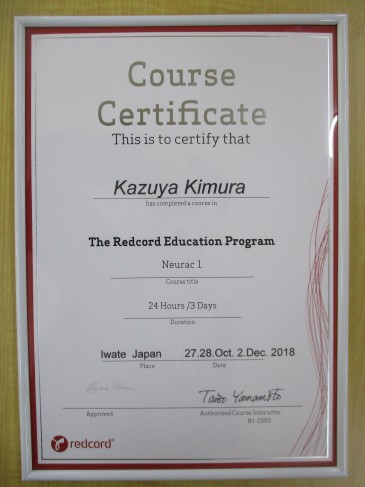 Course
Certificate
This is to certify that
Kazuya Kimura
has completed a course in
The Redcord Education Program
Neurac 1
Course title
24 Hours /3 Days
Duration
Iwate Japan 27.28.Oct. 2.Dec. 2018
Place Date
Taizo Yamamoto
Approved Authorized Course Instructor
81-2550
redcord